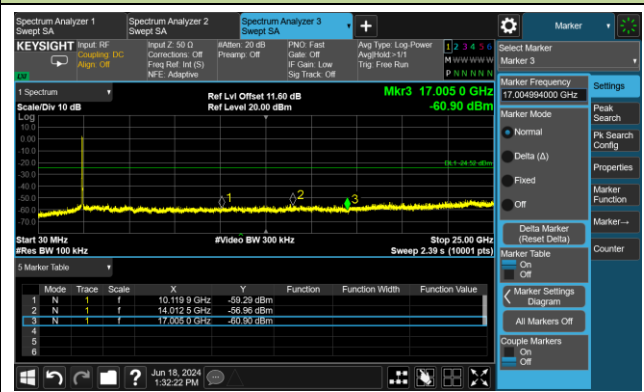 Spectrum Analyzer 1
Swept SA
Spectrum Analyzer 2
Swept SA
Spectrum Analyzer 3
Swept SA
Marker
KEYSIGHT
Input: RF
Coupling: DC
Align: Off
Input Z: 50 Ω
Corrections: Off
Freq Ref: Int (S)
NFE: Adaptive
#Atten: 20 dB
Preamp: Off
PNO: Fast
Gate: Off
IF Gain: Low
Sig Track: Off
Avg Type: Log-Power
Avg|Hold:>1/1
Trig: Free Run
1 2 3 4 5 6
M W W W W W
P N N N N N
Select Marker
Marker 3
1 Spectrum
Scale/Div 10 dB
Ref Lvl Offset 11.60 dB
Ref Level 20.00 dBm
Mkr3 17.005 0 GHz
-60.90 dBm
Log
10.0
0.00
-10.0
-20.0
-30.0
-40.0
-50.0
-60.0
-70.0
DL1 -24.52 dBm
1
2
3
Start 30 MHz
#Res BW 100 kHz
#Video BW 300 kHz
Stop 25.00 GHz
Sweep 2.39 s (10001 pts)
5 Marker Table
Mode Trace Scale X Y Function Function Width Function Value
1 N 1 f 10.119 9 GHz -59.29 dBm
2 N 1 f 14.012 5 GHz -56.96 dBm
3 N 1 f 17.005 0 GHz -60.90 dBm
4
5
6
Marker Frequency
17.004994000 GHz
Marker Mode
Normal
Delta (Δ)
Fixed
Off
Delta Marker
(Reset Delta)
Marker Table
On
Off
Marker Settings
Diagram
All Markers Off
Couple Markers
On
Off
Settings
Peak
Search
Pk Search
Config
Properties
Marker
Function
Marker→
Counter
Jun 18, 2024
1:32:22 PM